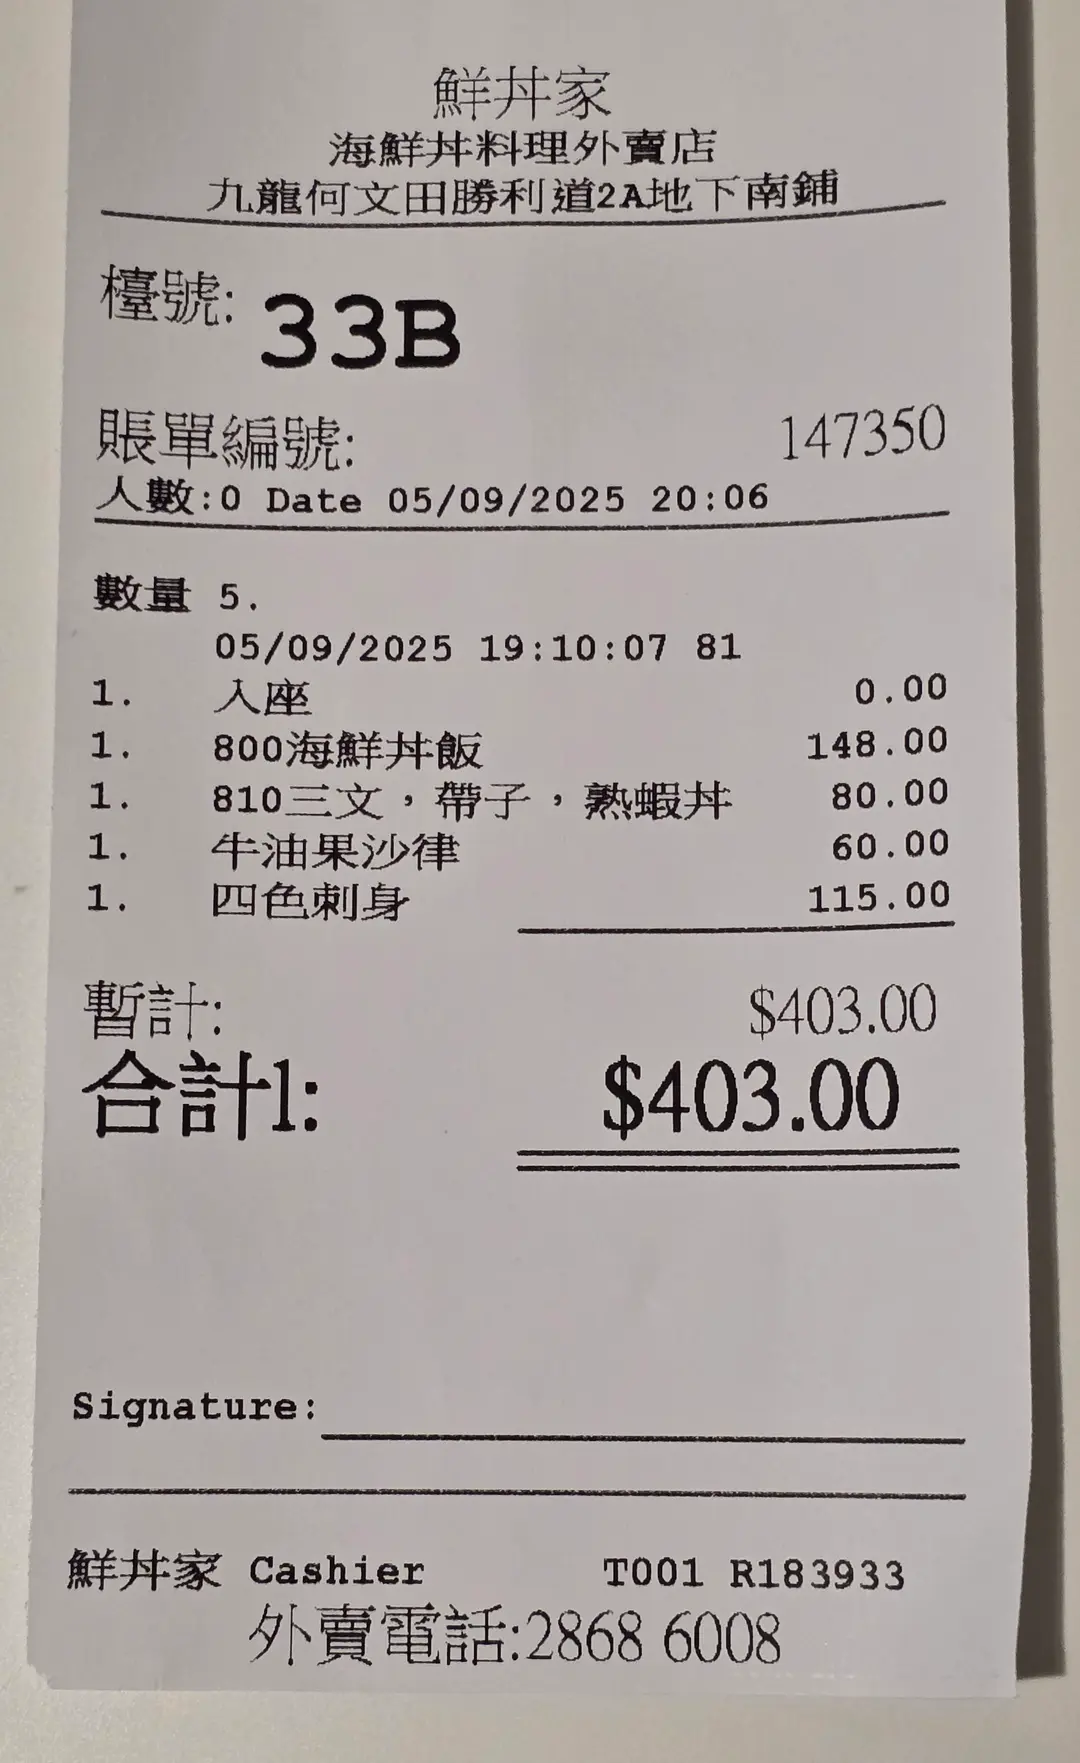 鮮丼家
海鮮丼料理外賣店
九龍何文田勝利道2A地下南鋪
檯號: 33B
賬單編號: 147350
人數:0 Date 05/09/2025 20:06
數量 5.
05/09/2025 19:10:07 81
1. 入座 0.00
1. 800海鮮丼飯 148.00
1. 810三文，帶子，熟蝦丼 80.00
1. 牛油果沙律 60.00
1. 四色刺身 115.00
暫計: $403.00
合計1: $403.00
Signature:
鮮丼家 Cashier T001 R183933
外賣電話:2868 6008